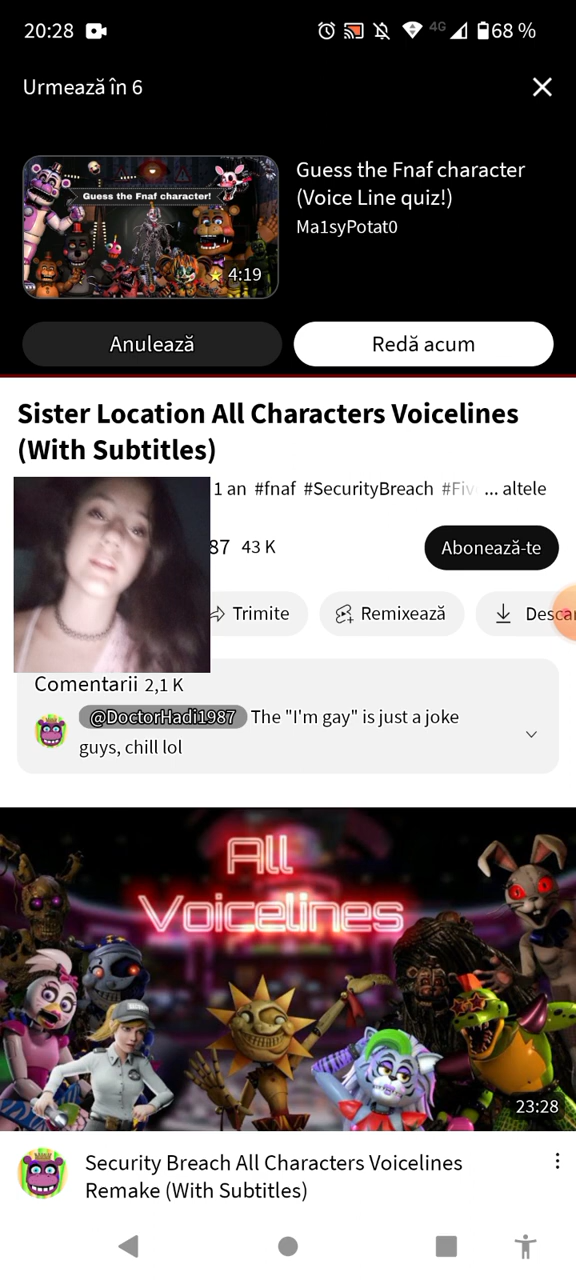 20:28
4G
68 %
Urmează în 6
Guess the Fnaf character!
4:19
Guess the Fnaf character
(Voice Line quiz!)
Ma1syPotat0
Anulează
Redă acum
Sister Location All Characters Voicelines
(With Subtitles)
1 an #fnaf #SecurityBreach #Fiv ... altele
87 43 K
Abonează-te
Trimite
Remixează
Descar
Comentarii 2,1 K
@DoctorHadi1987 The "I'm gay" is just a joke
guys, chill lol
All
Voicelines
23:28
Security Breach All Characters Voicelines
Remake (With Subtitles)